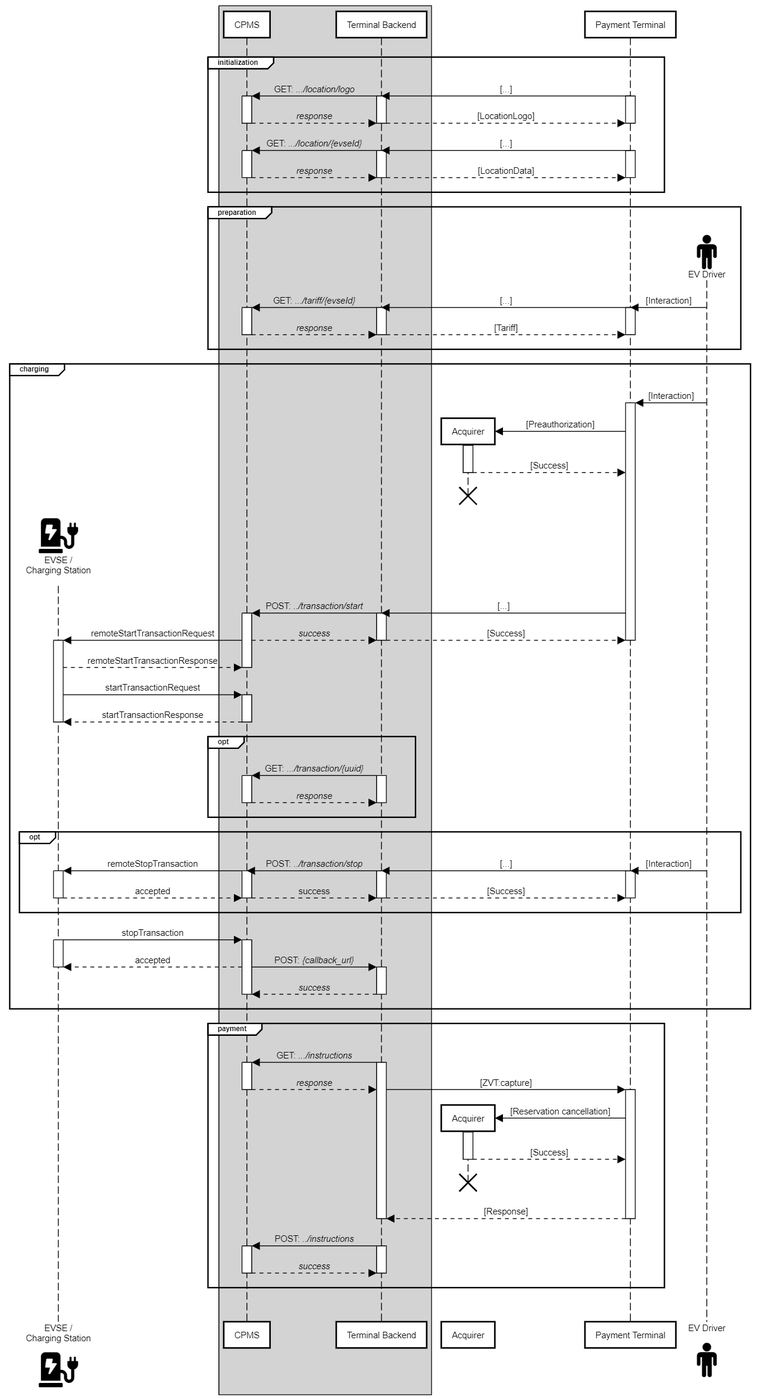 CPMS
Terminal Backend
Payment Terminal
initialization
GET: .../location/logo
[...]
response
[LocationLogo]
GET: .../location/{evseId}
[...]
response
[LocationData]
preparation
EV Driver
GET: .../tariff/{evseId}
[...]
[Interaction]
response
[Tariff]
charging
[Interaction]
Acquirer
[Preauthorization]
[Success]
EVSE /
Charging Station
POST: ../transaction/start
[...]
remoteStartTransactionRequest
success
[Success]
remoteStartTransactionResponse
startTransactionRequest
startTransactionResponse
opt
GET: .../transaction/{uuid}
response
opt
remoteStopTransaction
POST: ../transaction/stop
[...]
[Interaction]
accepted
success
[Success]
stopTransaction
accepted
POST: {callback_url}
success
payment
GET: .../instructions
response
[ZVT:capture]
Acquirer
[Reservation cancellation]
[Success]
[Response]
POST: ../instructions
success
EVSE /
Charging Station
CPMS
Terminal Backend
Acquirer
Payment Terminal
EV Driver